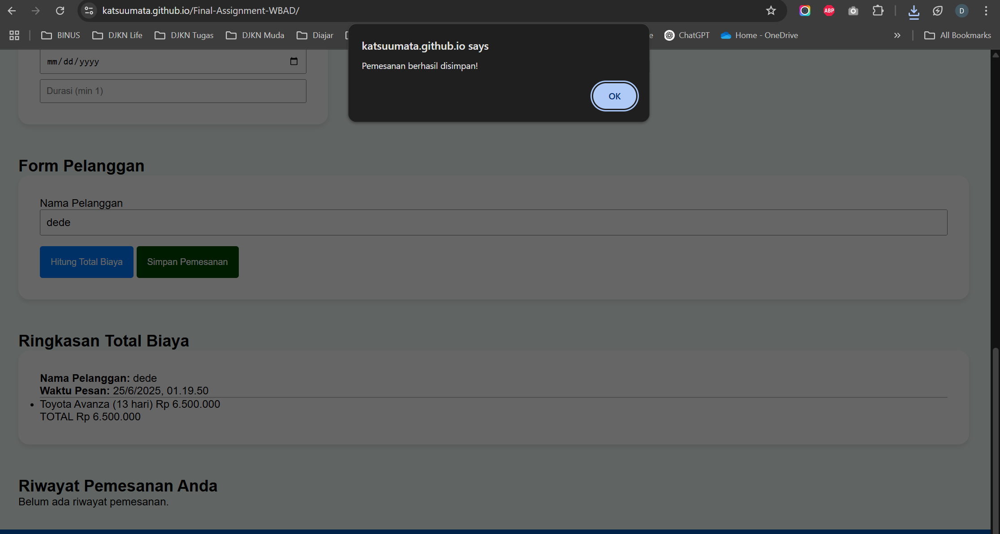 katsuumata.github.io/Final-Assignment-WBAD/
ABP
D
BINUS
DJKN Life
DJKN Tugas
DJKN Muda
Diajar
e
ChatGPT
Home - OneDrive
All Bookmarks
katsuumata.github.io says
Pemesanan berhasil disimpan!
OK
mm/dd/yyyy
Durasi (min 1)
Form Pelanggan
Nama Pelanggan
dede
Hitung Total Biaya
Simpan Pemesanan
Ringkasan Total Biaya
Nama Pelanggan: dede
Waktu Pesan: 25/6/2025, 01.19.50
Toyota Avanza (13 hari) Rp 6.500.000
TOTAL Rp 6.500.000
Riwayat Pemesanan Anda
Belum ada riwayat pemesanan.